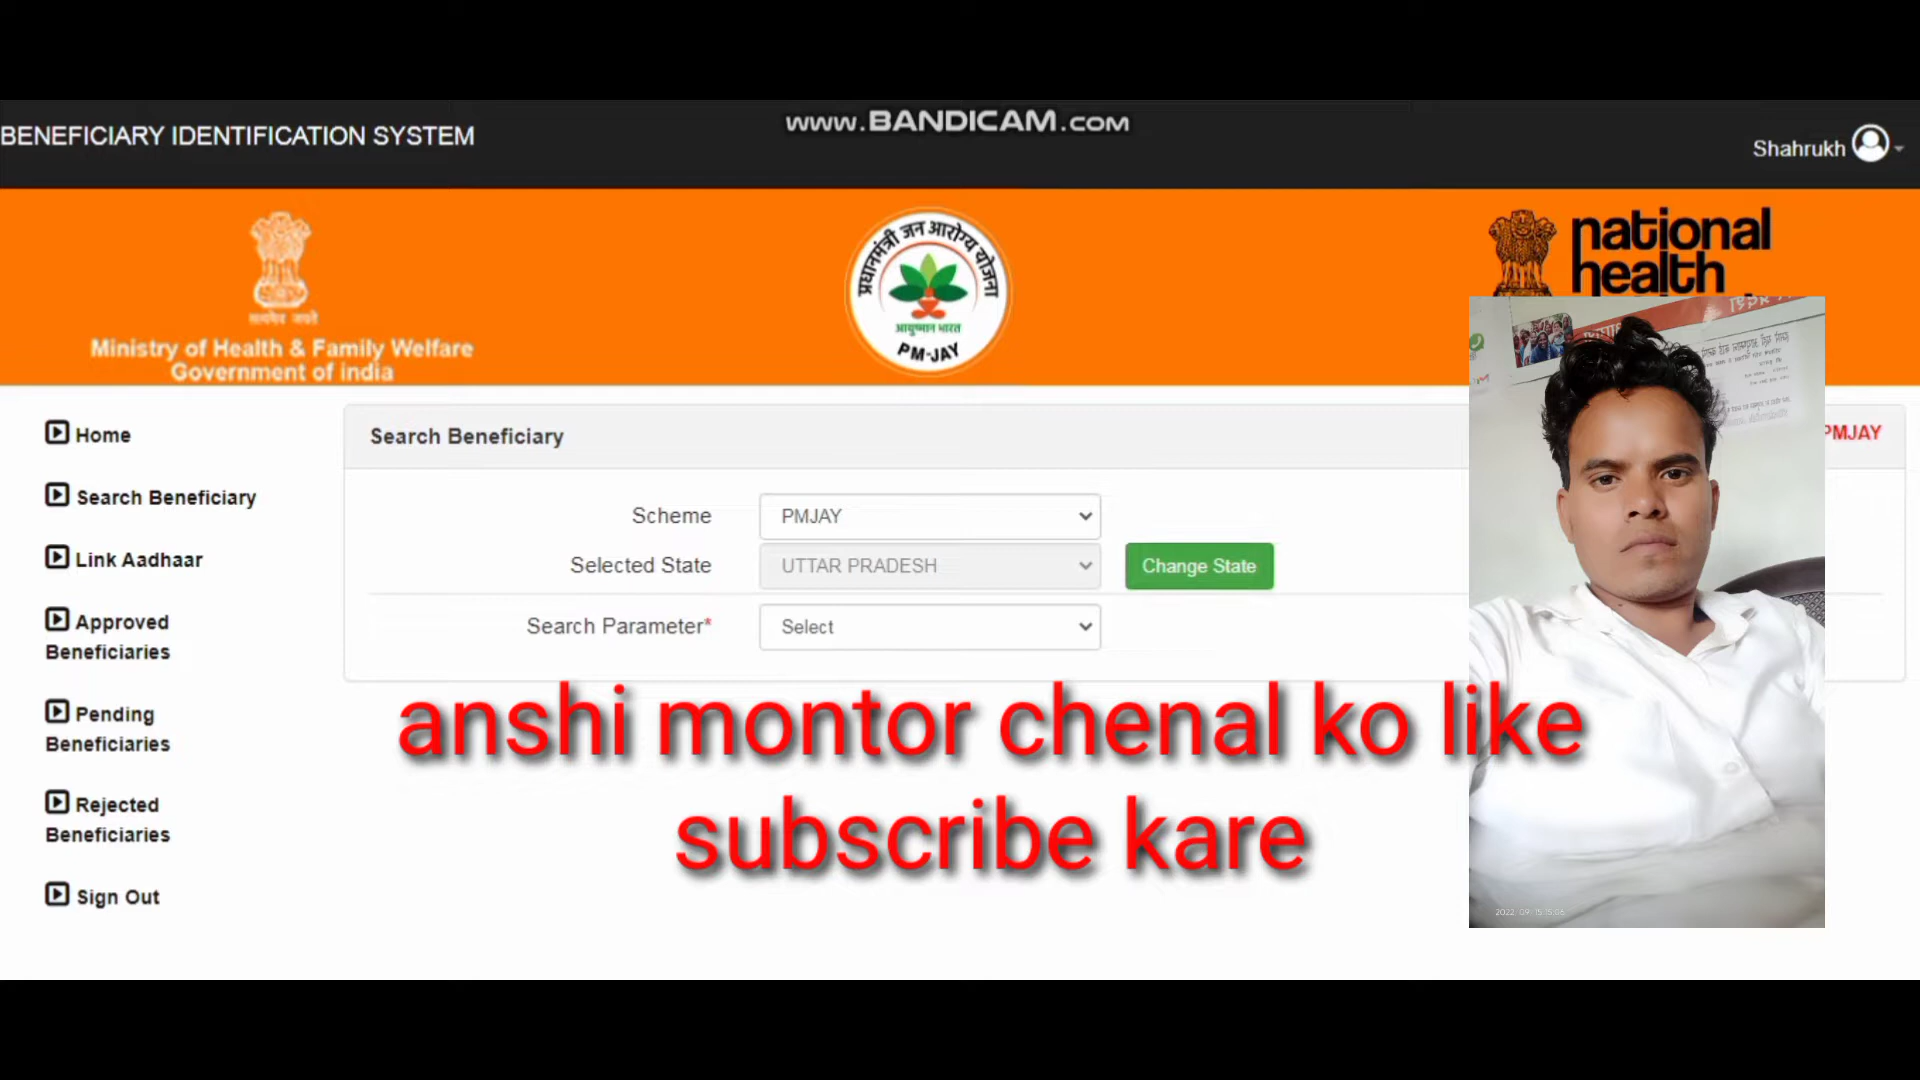 www.BANDICAM.com
BENEFICIARY IDENTIFICATION SYSTEM
Shahrukh
सत्यमेव जयते
Ministry of Health & Family Welfare
Government of India
प्रधानमंत्री जन आरोग्य योजना
आयुष्मान भारत
PM-JAY
national
health
Home
Search Beneficiary
Link Aadhaar
Approved
Beneficiaries
Pending
Beneficiaries
Rejected
Beneficiaries
Sign Out
Search Beneficiary
PMJAY
Scheme
PMJAY
Selected State
UTTAR PRADESH
Change State
Search Parameter*
Select
anshi montor chenal ko like
subscribe kare